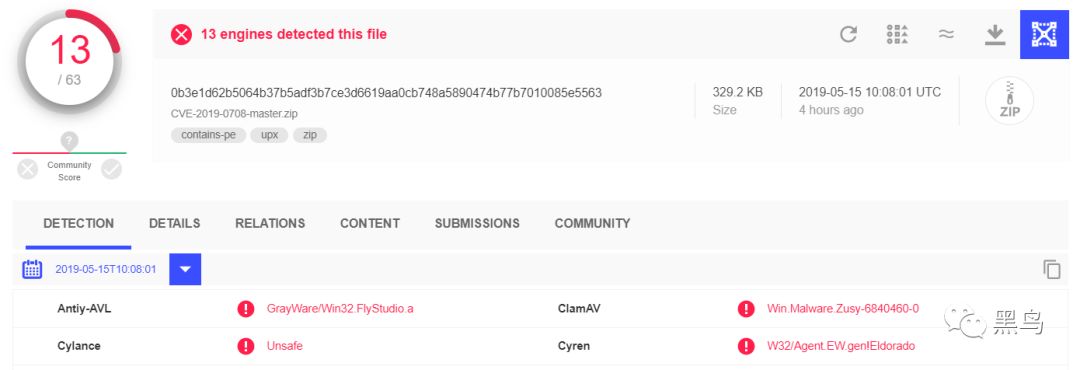 13
/ 63
?
Community
Score
13 engines detected this file
0b3e1d62b5064b37b5adf3b7ce3d6619aa0cb748a5890474b77b7010085e5563
CVE-2019-0708-master.zip
contains-pe upx zip
329.2 KB
Size
2019-05-15 10:08:01 UTC
4 hours ago
ZIP
DETECTION DETAILS RELATIONS CONTENT SUBMISSIONS COMMUNITY
2019-05-15T10:08:01
Antiy-AVL GrayWare/Win32.FlyStudio.a ClamAV Win.Malware.Zusy-6840460-0
Cylance Unsafe Cyren W32/Agent.EW.gen!Eldorado
黑鸟